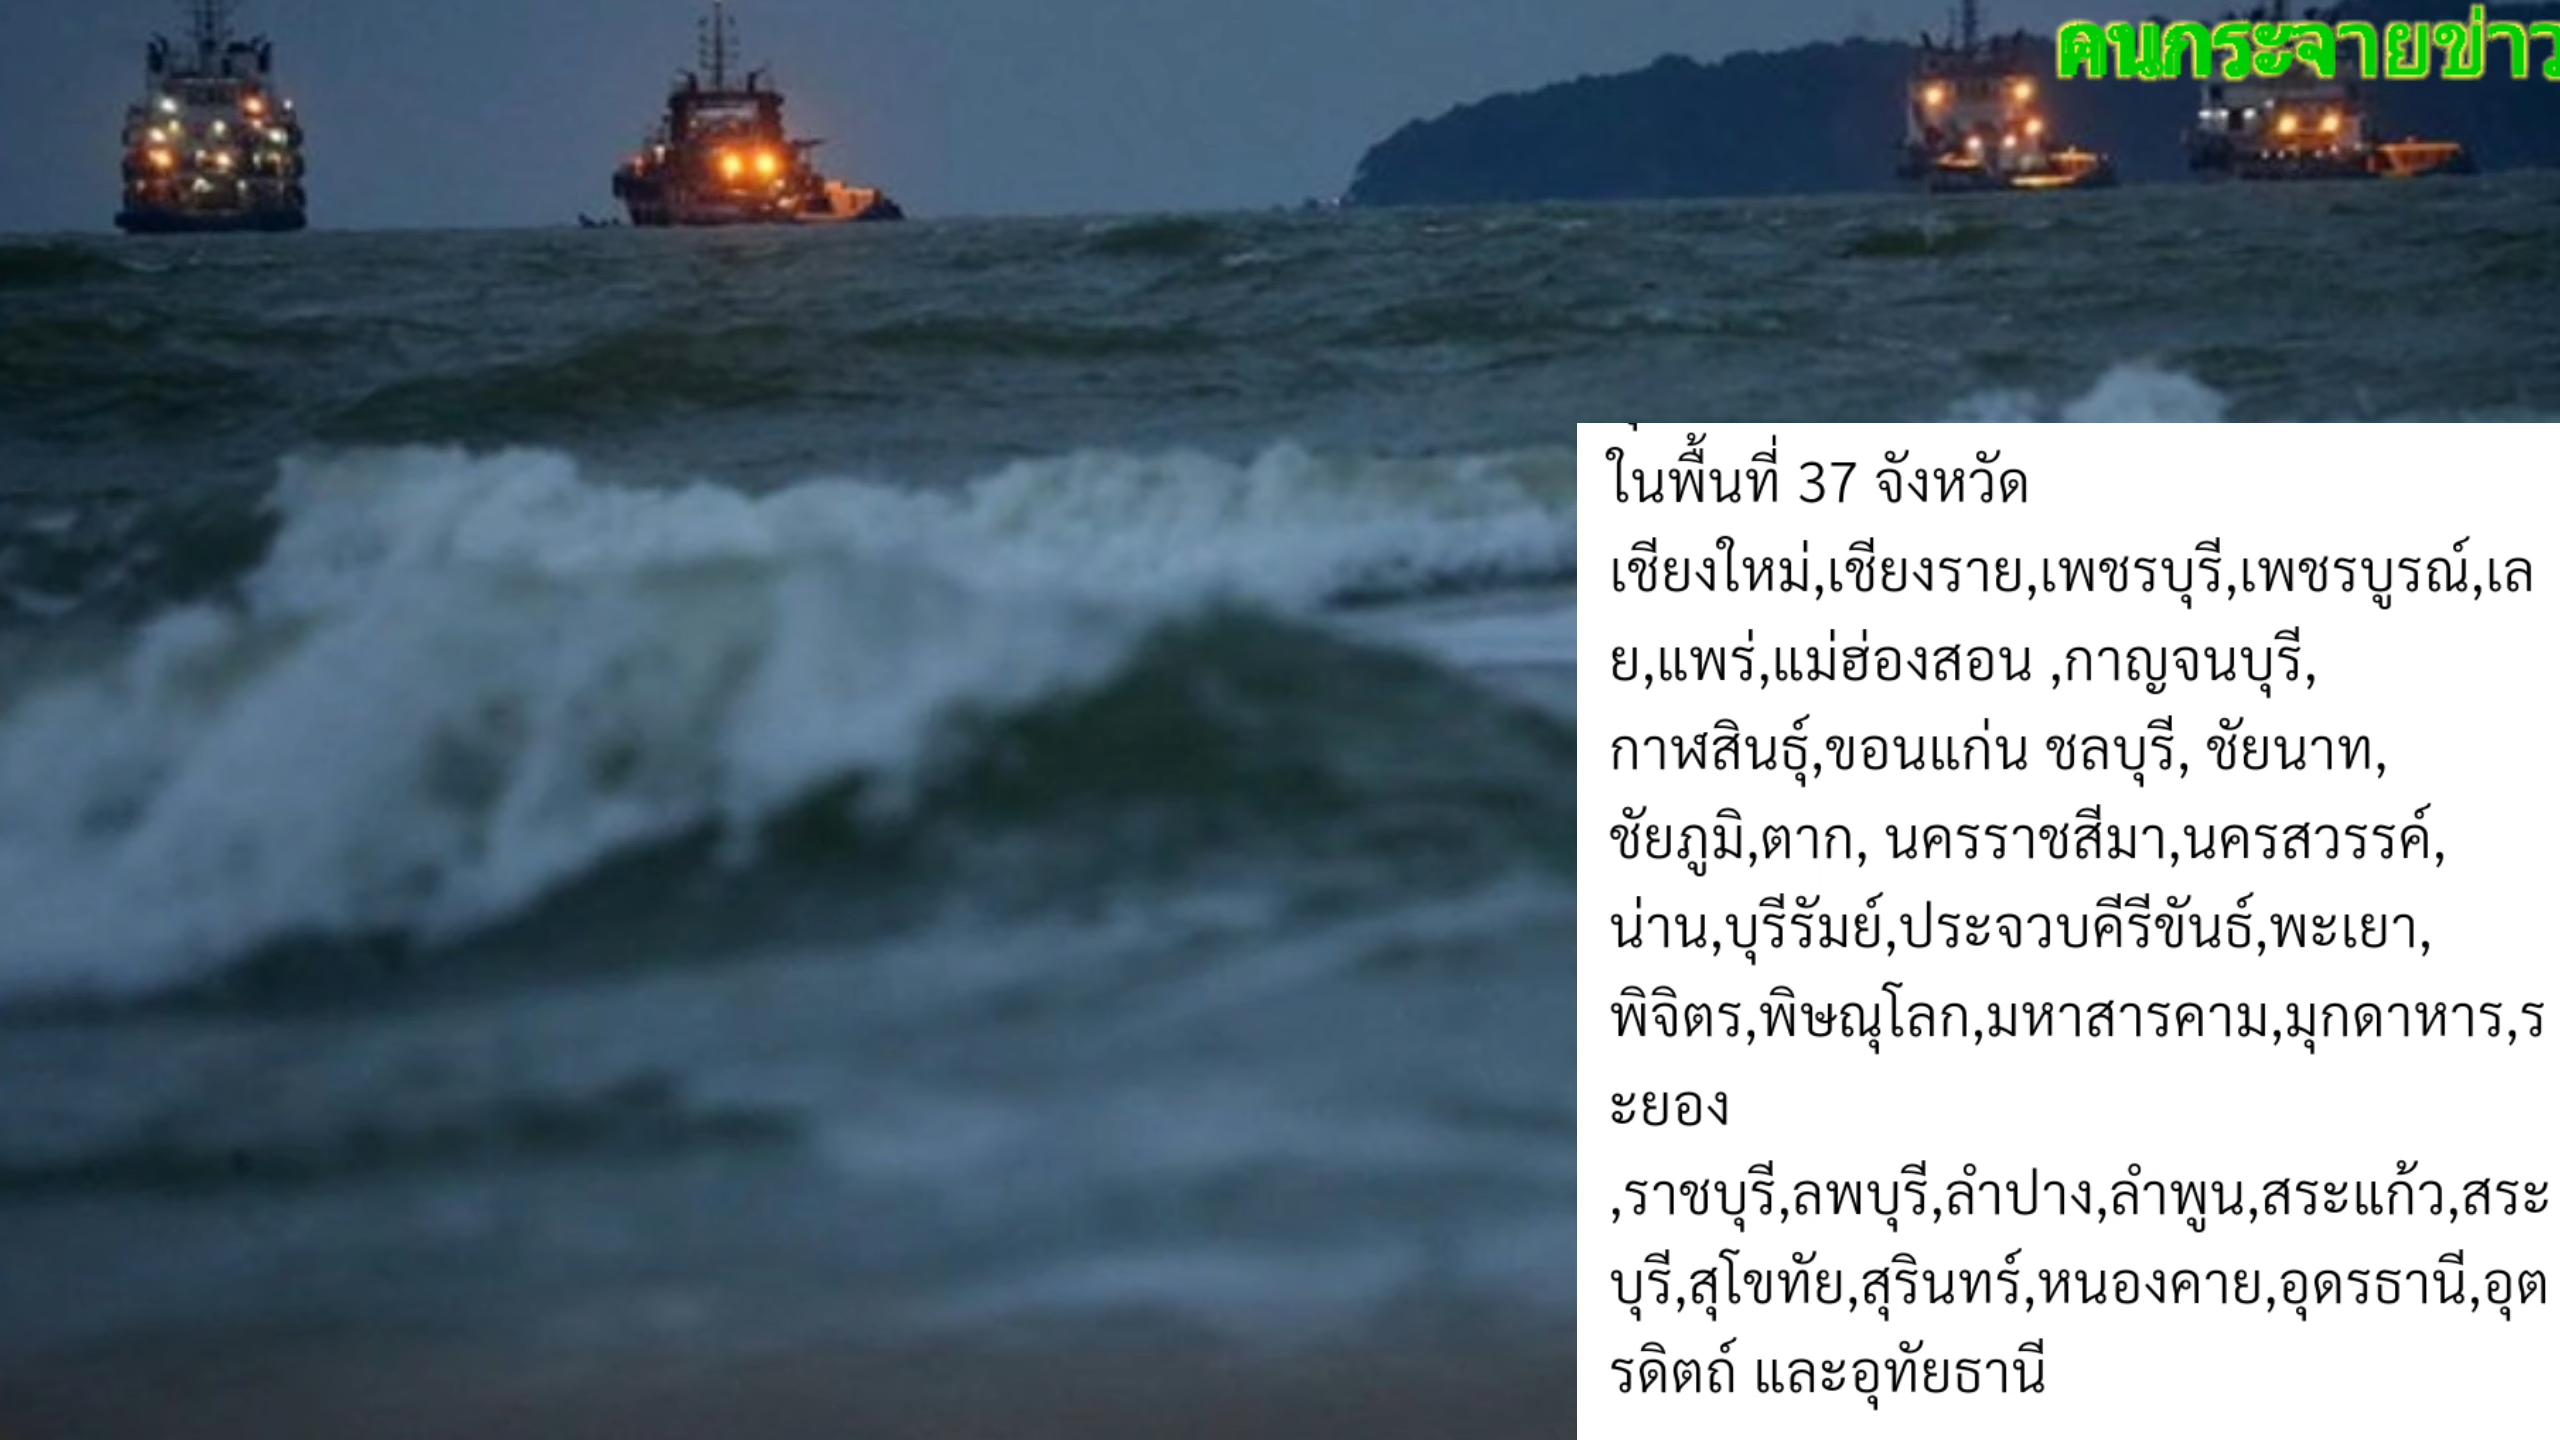 คนกระจายข่าว
ในพื้นที่ 37 จังหวัด
เชียงใหม่,เชียงราย,เพชรบุรี,เพชรบูรณ์,เล
ย,แพร่,แม่ฮ่องสอน ,กาญจนบุรี,
กาฬสินธุ์,ขอนแก่น ชลบุรี, ชัยนาท,
ชัยภูมิ,ตาก, นครราชสีมา,นครสวรรค์,
น่าน,บุรีรัมย์,ประจวบคีรีขันธ์,พะเยา,
พิจิตร,พิษณุโลก,มหาสารคาม,มุกดาหาร,ร
ะยอง
,ราชบุรี,ลพบุรี,ลำปาง,ลำพูน,สระแก้ว,สระ
บุรี,สุโขทัย,สุรินทร์,หนองคาย,อุดรธานี,อุต
รดิตถ์ และอุทัยธานี